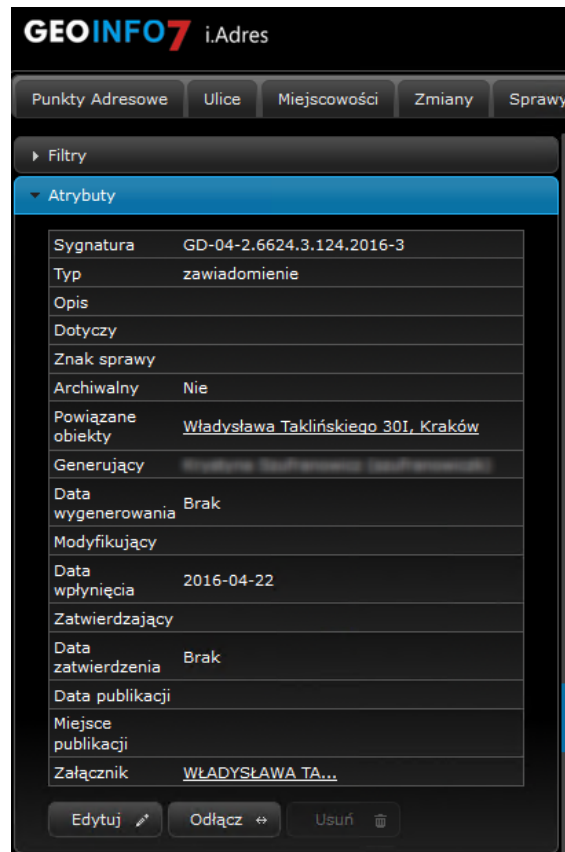 GEOINFO7 i.Adres
Punkty Adresowe Ulice Miejscowości Zmiany Sprawy
Filtry
Atrybuty
Sygnatura GD-04-2.6624.3.124.2016-3
Typ zawiadomienie
Opis
Dotyczy
Znak sprawy
Archiwalny Nie
Powiązane
obiekty Władysława Taklińskiego 30I, Kraków
Generujący
Data
wygenerowania Brak
Modyfikujący
Data
wpłynięcia 2016-04-22
Zatwierdzający
Data
zatwierdzenia Brak
Data publikacji
Miejsce
publikacji
Załącznik WŁADYSŁAWA TA...
Edytuj Odłącz Usuń